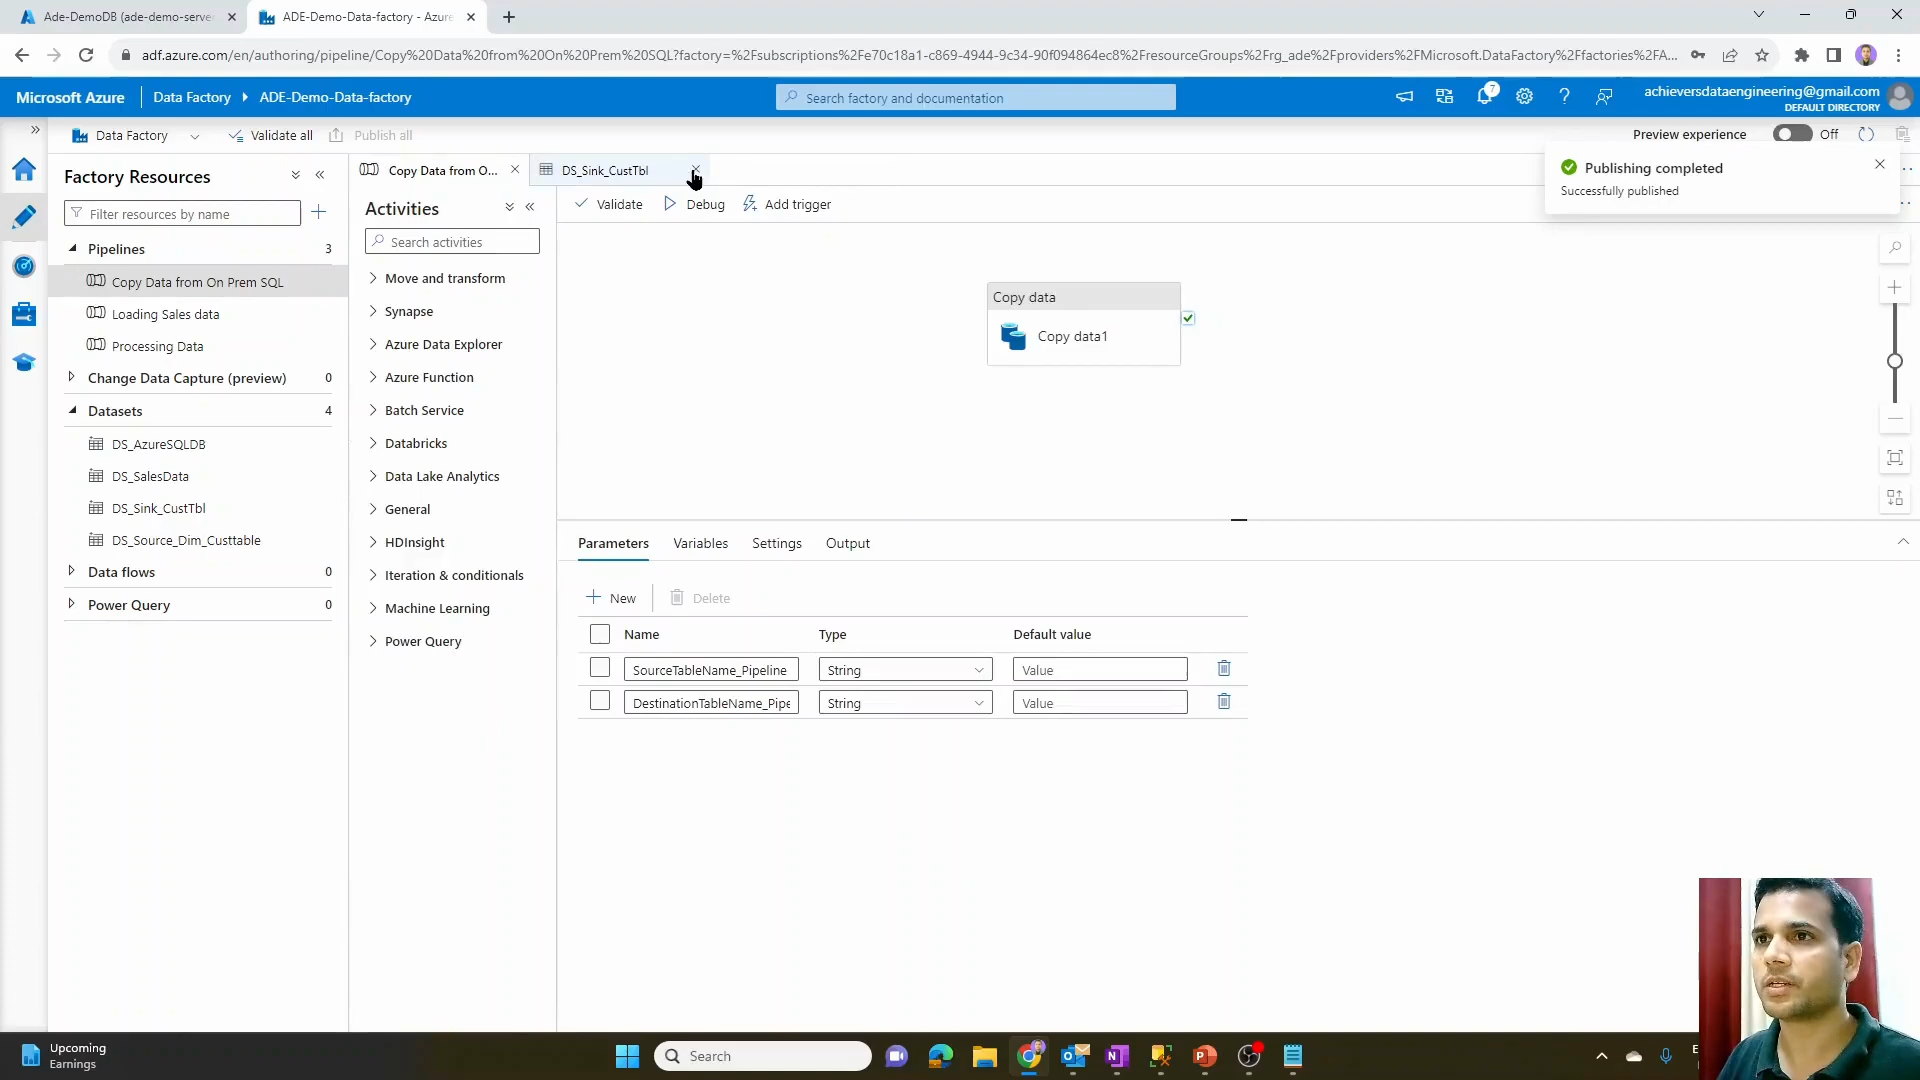 Ade-DemoDB (ade-demo-server
ADE-Demo-Data-factory - Azure
adf.azure.com/en/authoring/pipeline/Copy%20Data%20from%20On%20Prem%20SQL?factory=%2Fsubscriptions%2Fe70c18a1-c869-4944-9c34-90f094864ec8%2FresourceGroups%2Frg_ade%2Fproviders%2FMicrosoft.DataFactory%2Ffactories%2FA...
Microsoft Azure
Data Factory
ADE-Demo-Data-factory
Search factory and documentation
7
achieversdataengineering@gmail.com
DEFAULT DIRECTORY
Data Factory
Validate all
Publish all
Preview experience
Off
Publishing completed
Successfully published
Factory Resources
Filter resources by name
Pipelines 3
Copy Data from On Prem SQL
Loading Sales data
Processing Data
Change Data Capture (preview) 0
Datasets 4
DS_AzureSQLDB
DS_SalesData
DS_Sink_CustTbl
DS_Source_Dim_Custtable
Data flows 0
Power Query 0
Copy Data from O...
DS_Sink_CustTbl
Activities
Search activities
Move and transform
Synapse
Azure Data Explorer
Azure Function
Batch Service
Databricks
Data Lake Analytics
General
HDInsight
Iteration & conditionals
Machine Learning
Power Query
Validate
Debug
Add trigger
Copy data
Copy data1
Parameters Variables Settings Output
New
Delete
Name Type Default value
SourceTableName_Pipeline String Value
DestinationTableName_Pipe String Value
Upcoming
Earnings
Search